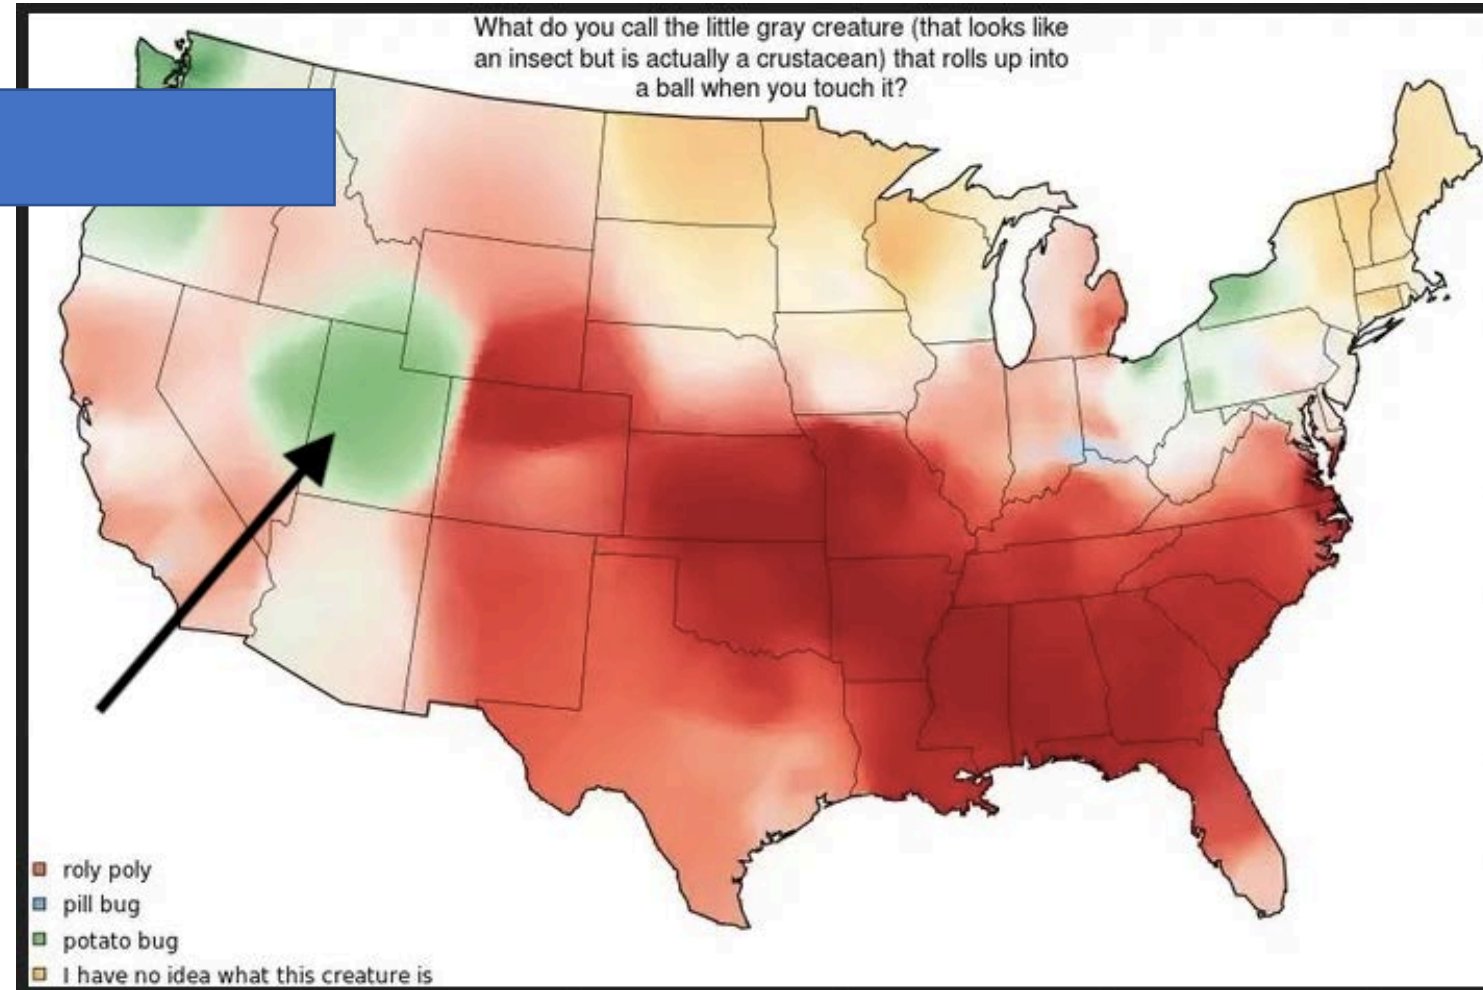 What do you call the little gray creature (that looks like
an insect but is actually a crustacean) that rolls up into
a ball when you touch it?
roly poly
pill bug
potato bug
I have no idea what this creature is